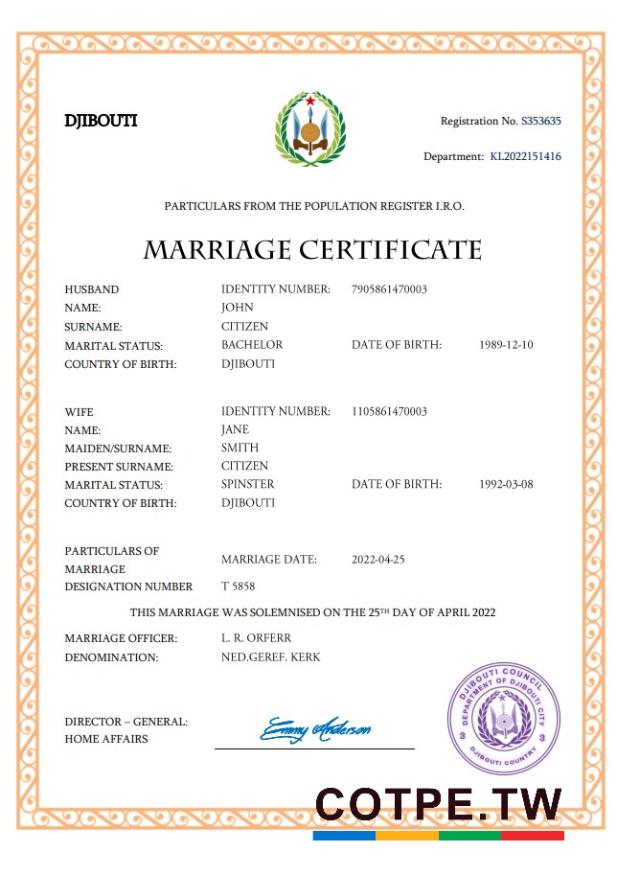 DJIBOUTI
Registration No. S353635
Department: KL2022151416
PARTICULARS FROM THE POPULATION REGISTER I.R.O.
MARRIAGE CERTIFICATE
HUSBAND IDENTITY NUMBER: 7905861470003
NAME: JOHN
SURNAME: CITIZEN
MARITAL STATUS: BACHELOR DATE OF BIRTH: 1989-12-10
COUNTRY OF BIRTH: DJIBOUTI
WIFE IDENTITY NUMBER: 1105861470003
NAME: JANE
MAIDEN/SURNAME: SMITH
PRESENT SURNAME: CITIZEN
MARITAL STATUS: SPINSTER DATE OF BIRTH: 1992-03-08
COUNTRY OF BIRTH: DJIBOUTI
PARTICULARS OF
MARRIAGE MARRIAGE DATE: 2022-04-25
DESIGNATION NUMBER T 5858
THIS MARRIAGE WAS SOLEMNISED ON THE 25TH DAY OF APRIL 2022
MARRIAGE OFFICER: L. R. ORFERR
DENOMINATION: NED.GEREF. KERK
DIRECTOR – GENERAL:
HOME AFFAIRS
Emmy Anderson
DJIBOUTI COUNCIL
DEPARTMENT OF DJIBOUTI CITY
3 3
DJIBOUTI COUNTRY
COTPE.TW